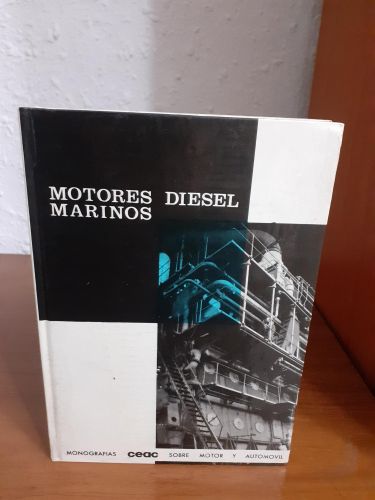 MOTORES DIESEL
MARINOS
MONOGRAFIAS ceac SOBRE MOTOR Y AUTOMOVIL